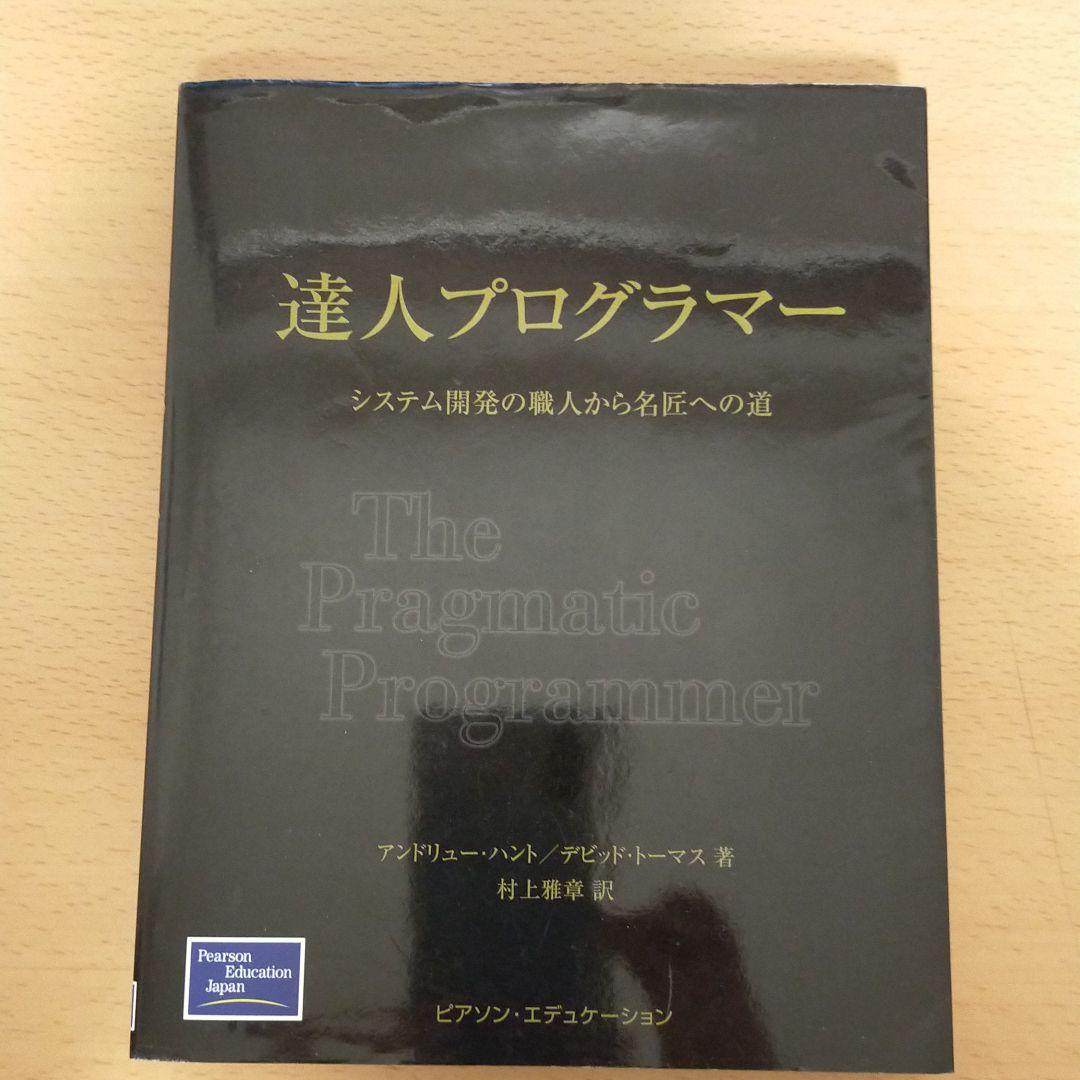 達人プログラマー
システム開発の職人から名匠への道
The
Pragmatic
Programmer
アンドリュー・ハント／デビッド・トーマス 著
村上雅章 訳
Pearson
Education
Japan
ピアソン・エデュケーション